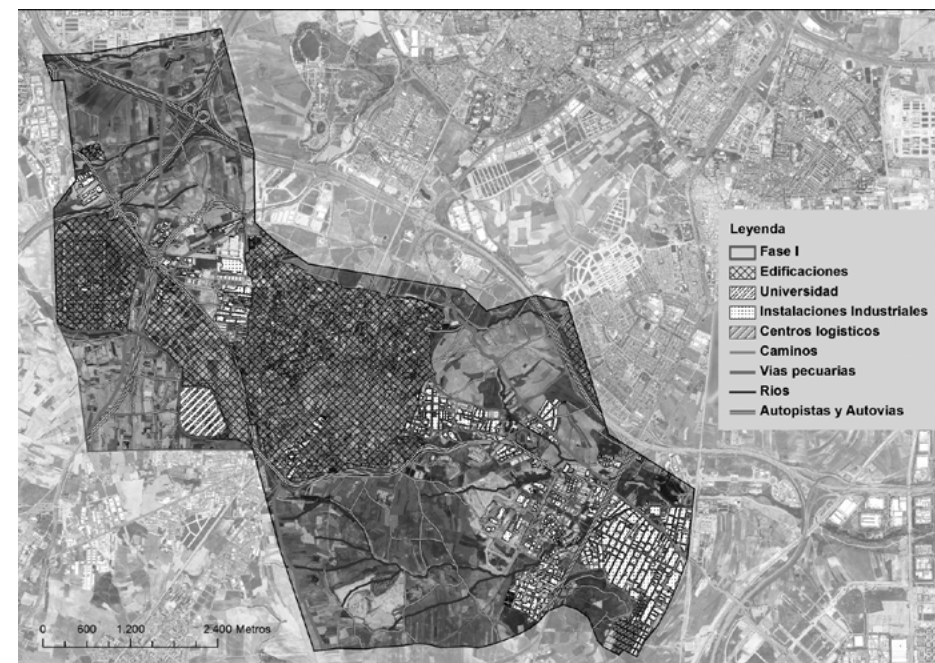 Leyenda
Fase I
Edificaciones
Universidad
Instalaciones Industriales
Centros logísticos
Caminos
Vias pecuarias
Rios
Autopistas y Autovias
0 600 1.200 2.400 Metros